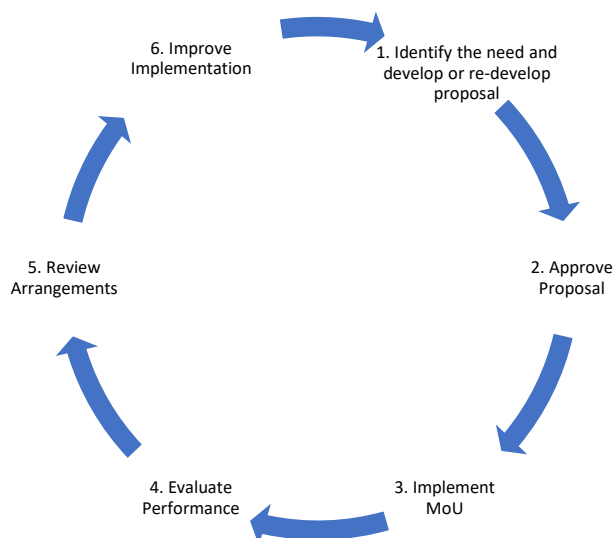 1. Identify the need and
develop or re-develop
proposal
2. Approve
Proposal
3. Implement
MoU
4. Evaluate
Performance
5. Review
Arrangements
6. Improve
Implementation